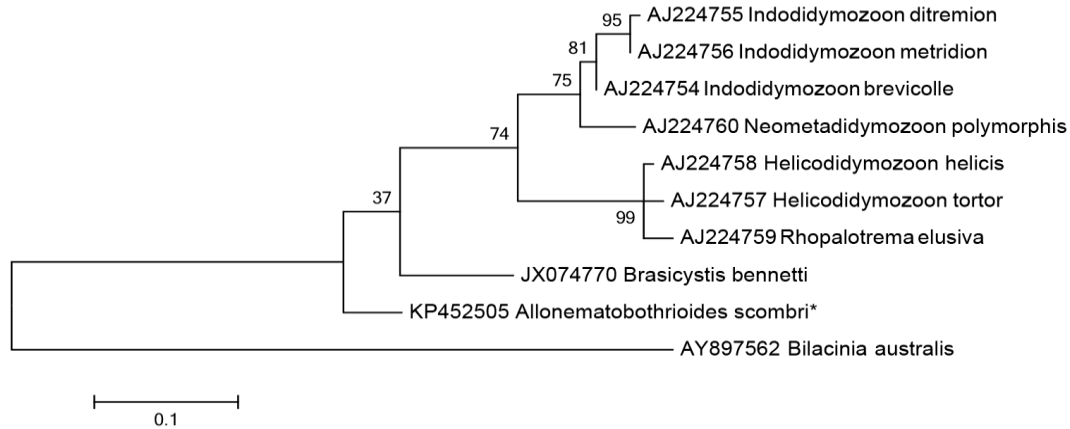 95
AJ224755 Indodidymozoon ditremion
81
AJ224756 Indodidymozoon metridion
75
AJ224754 Indodidymozoon brevicolle
74
AJ224760 Neometadidymozoon polymorphis
AJ224758 Helicodidymozoon helicis
37
AJ224757 Helicodidymozoon tortor
99
AJ224759 Rhopalotrema elusiva
JX074770 Brasicystis bennetti
KP452505 Allonematobothrioides scombri*
AY897562 Bilacinia australis
0.1